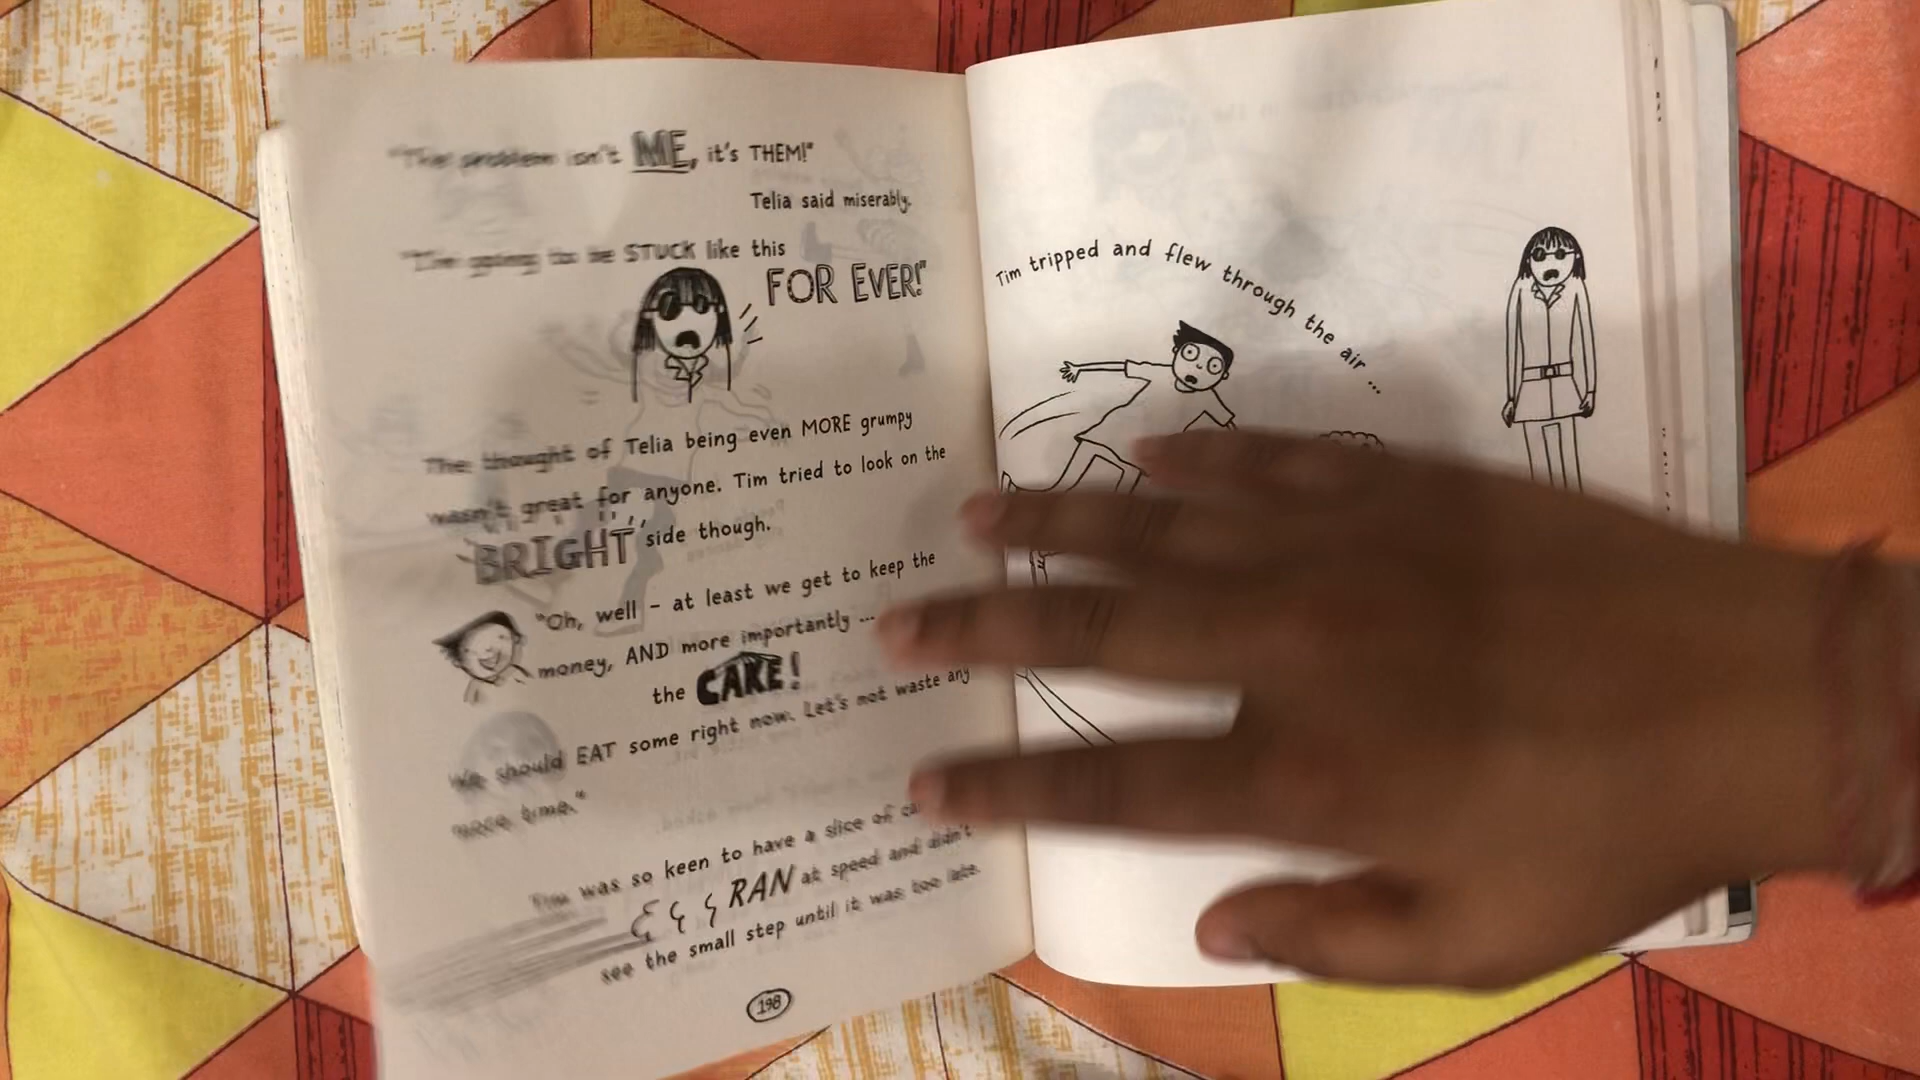 "The problem isn't ME, it's THEM!"
Telia said miserably.
"I'm going to be STUCK like this
FOR EVER!"
The thought of Telia being even MORE grumpy
wasn't great for anyone. Tim tried to look on the
BRIGHT side though.
"Oh, well – at least we get to keep the
money, AND more importantly ...
the CAKE!
We should EAT some right now. Let's not waste any
more time."
Tim was so keen to have a slice of
RAN at speed and didn't
see the small step until it was too late.
198
Tim tripped and flew through the air ...